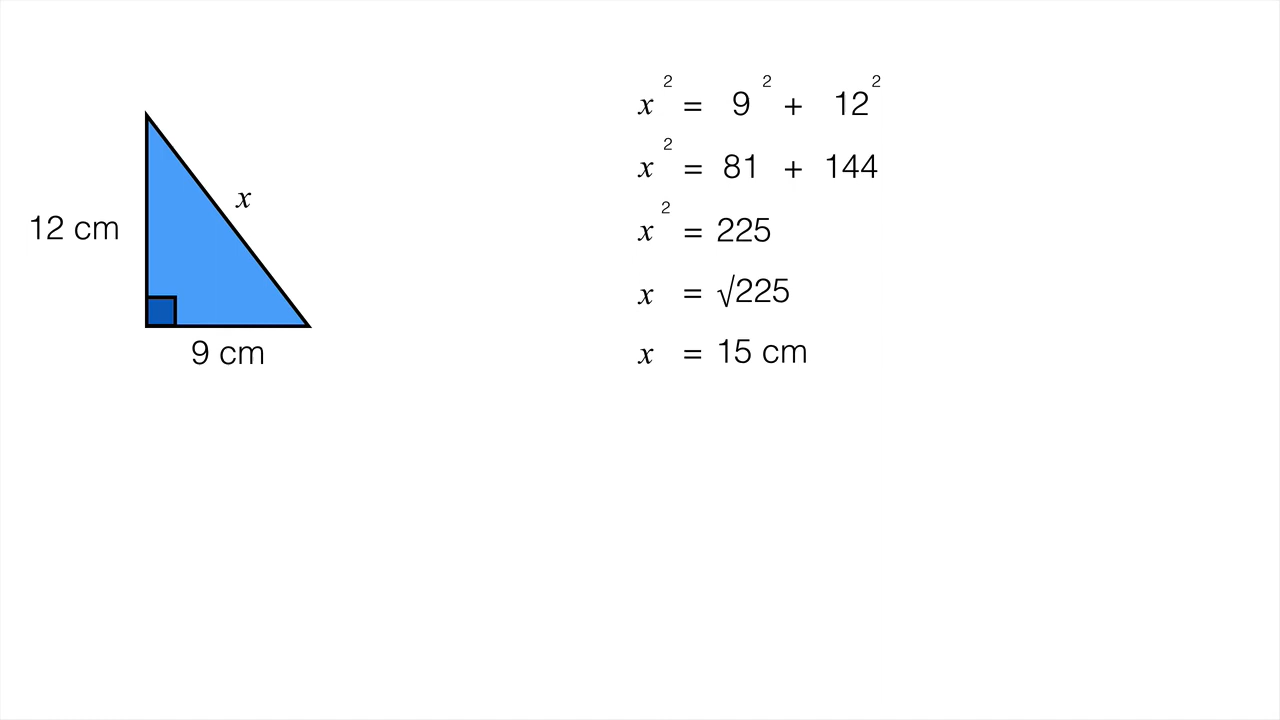 x² = 9² + 12²
x² = 81 + 144
x² = 225
x = √225
x = 15 cm
x
12 cm
9 cm